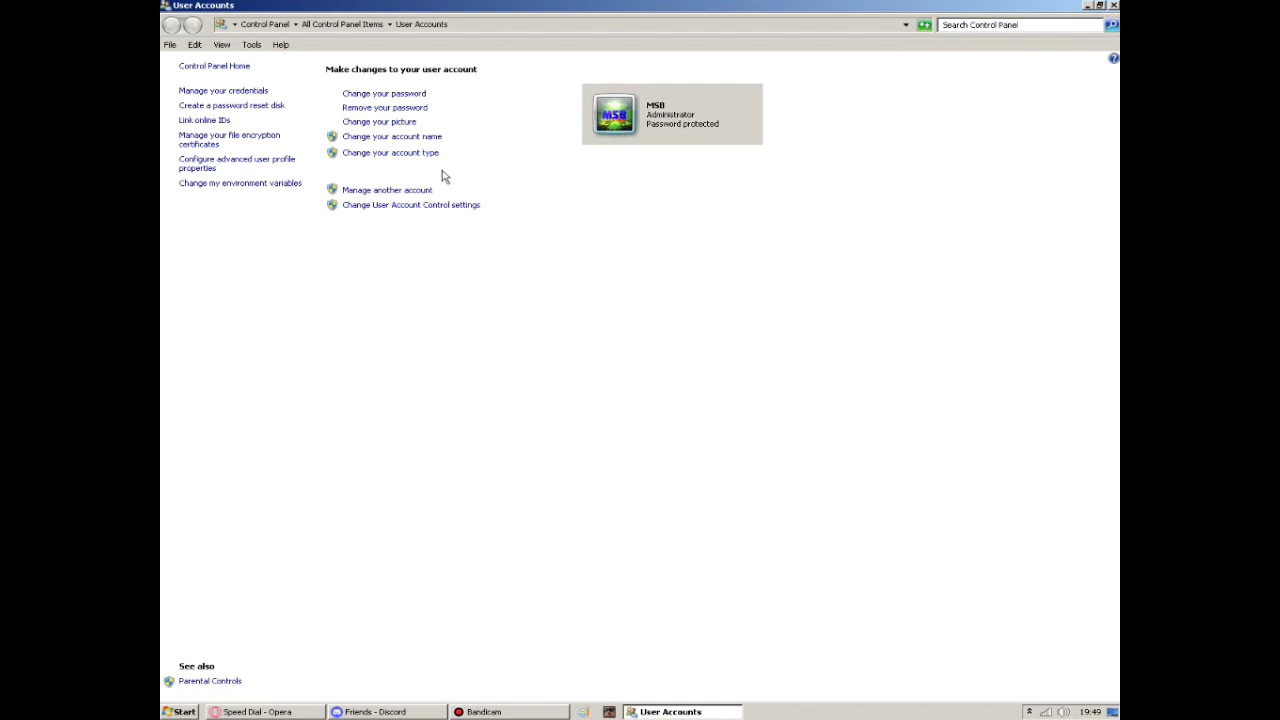 User Accounts
Control Panel All Control Panel Items User Accounts
Search Control Panel
File Edit View Tools Help
Control Panel Home
Manage your credentials
Create a password reset disk
Link online IDs
Manage your file encryption
certificates
Configure advanced user profile
properties
Change my environment variables
Make changes to your user account
Change your password
Remove your password
Change your picture
Change your account name
Change your account type
Manage another account
Change User Account Control settings
MSB
MSB
Administrator
Password protected
See also
Parental Controls
Start Speed Dial - Opera Friends - Discord Bandicam User Accounts 19:49